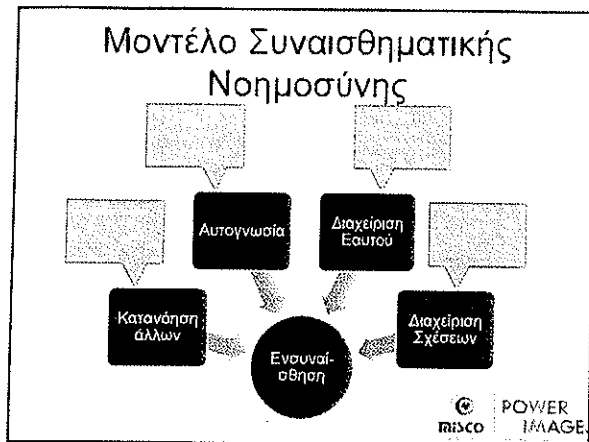 Μοντέλο Συναισθηματικής
Νοημοσύνης
Αυτογνωσία
Διαχείριση
Εαυτού
Κατανόηση
άλλων
Διαχείριση
Σχέσεων
Ενσυναί-
σθηση
misco
POWER
IMAGE